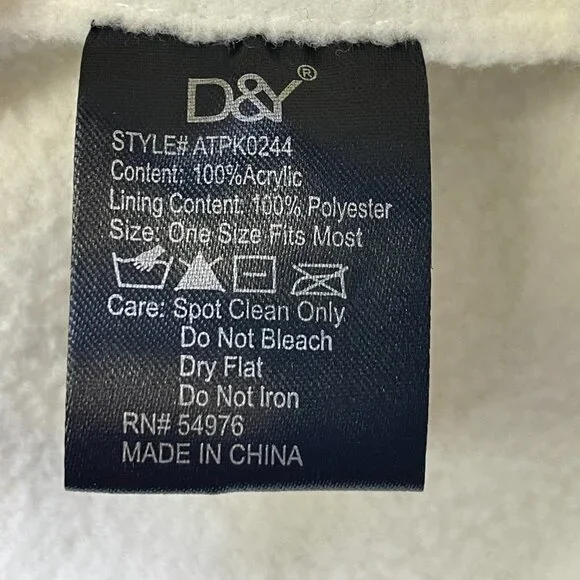 D&Y®
STYLE# ATPK0244
Content: 100%Acrylic
Lining Content: 100% Polyester
Size: One Size Fits Most
Care: Spot Clean Only
Do Not Bleach
Dry Flat
Do Not Iron
RN# 54976
MADE IN CHINA